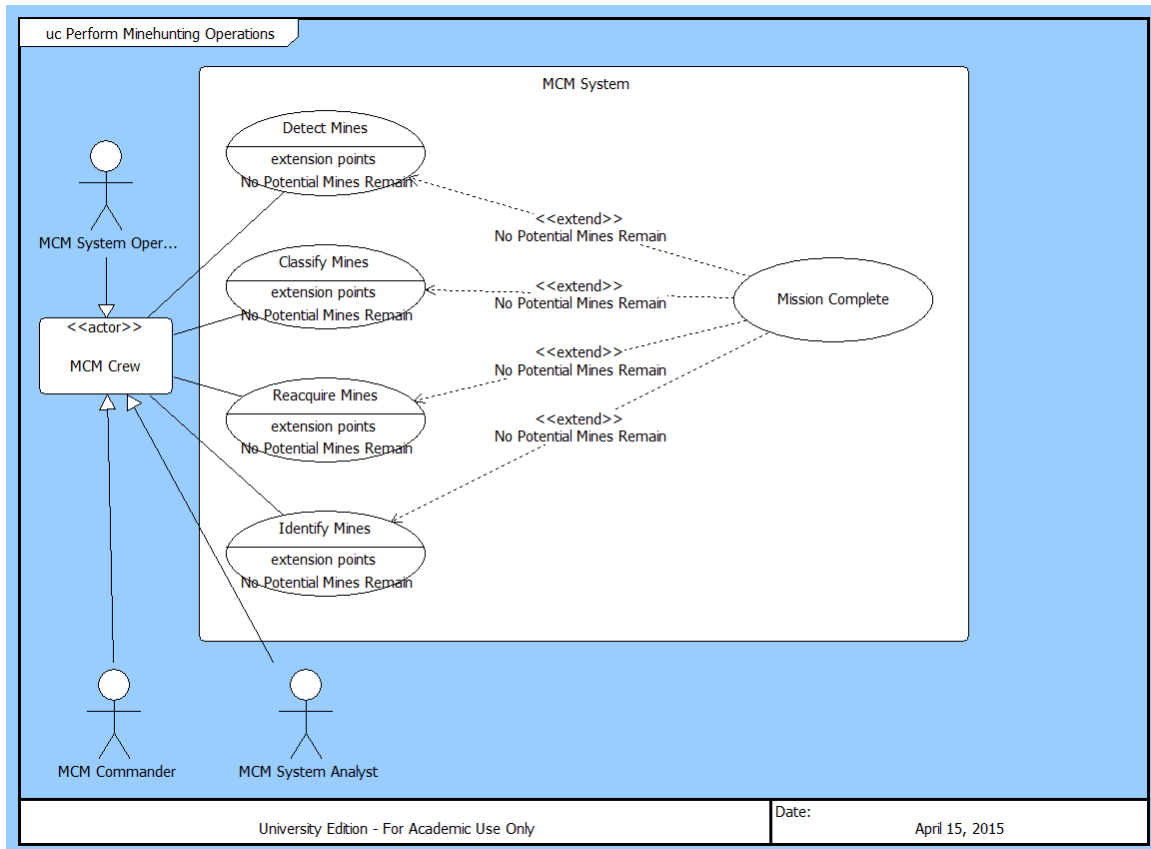 uc Perform Minehunting Operations
MCM System
Detect Mines
extension points
No Potential Mines Remain
<<extend>>
No Potential Mines Remain
MCM System Oper...
Classify Mines
extension points
No Potential Mines Remain
<<extend>>
No Potential Mines Remain
Mission Complete
<<actor>>
MCM Crew
<<extend>>
No Potential Mines Remain
Reacquire Mines
extension points
No Potential Mines Remain
<<extend>>
No Potential Mines Remain
Identify Mines
extension points
No Potential Mines Remain
MCM Commander
MCM System Analyst
University Edition - For Academic Use Only
Date:
April 15, 2015